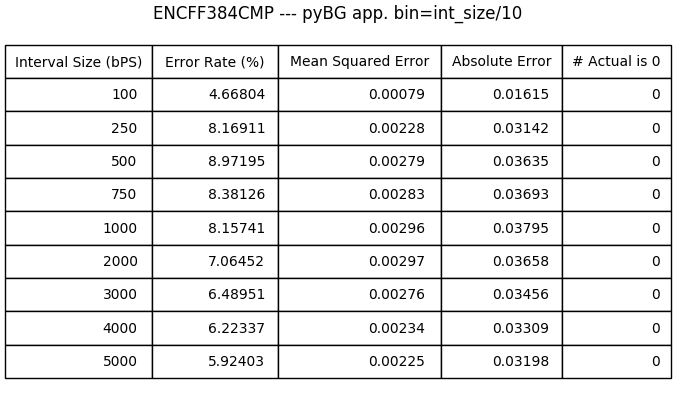 ENCFF384CMP --- pyBG app. bin=int_size/10
Interval Size (bPS) Error Rate (%) Mean Squared Error Absolute Error # Actual is 0
100 4.66804 0.00079 0.01615 0
250 8.16911 0.00228 0.03142 0
500 8.97195 0.00279 0.03635 0
750 8.38126 0.00283 0.03693 0
1000 8.15741 0.00296 0.03795 0
2000 7.06452 0.00297 0.03658 0
3000 6.48951 0.00276 0.03456 0
4000 6.22337 0.00234 0.03309 0
5000 5.92403 0.00225 0.03198 0